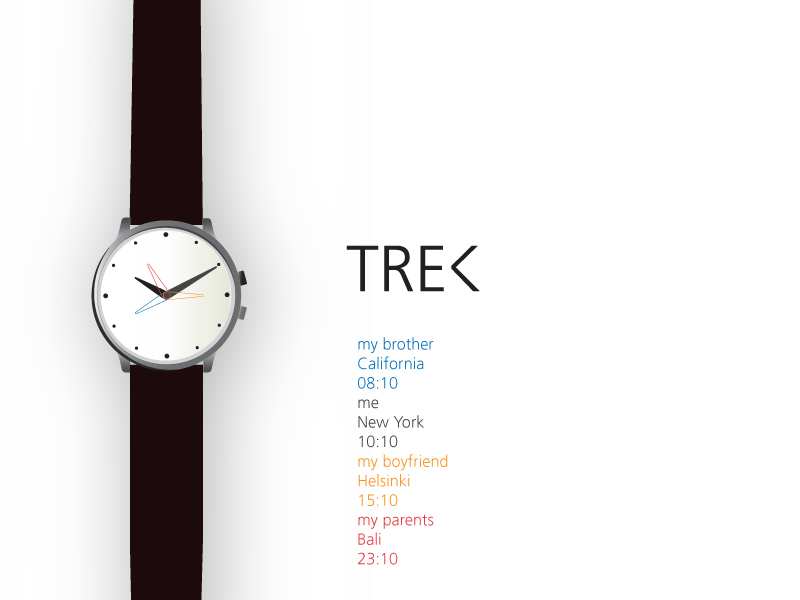 TREK
my brother
California
08:10
me
New York
10:10
my boyfriend
Helsinki
15:10
my parents
Bali
23:10